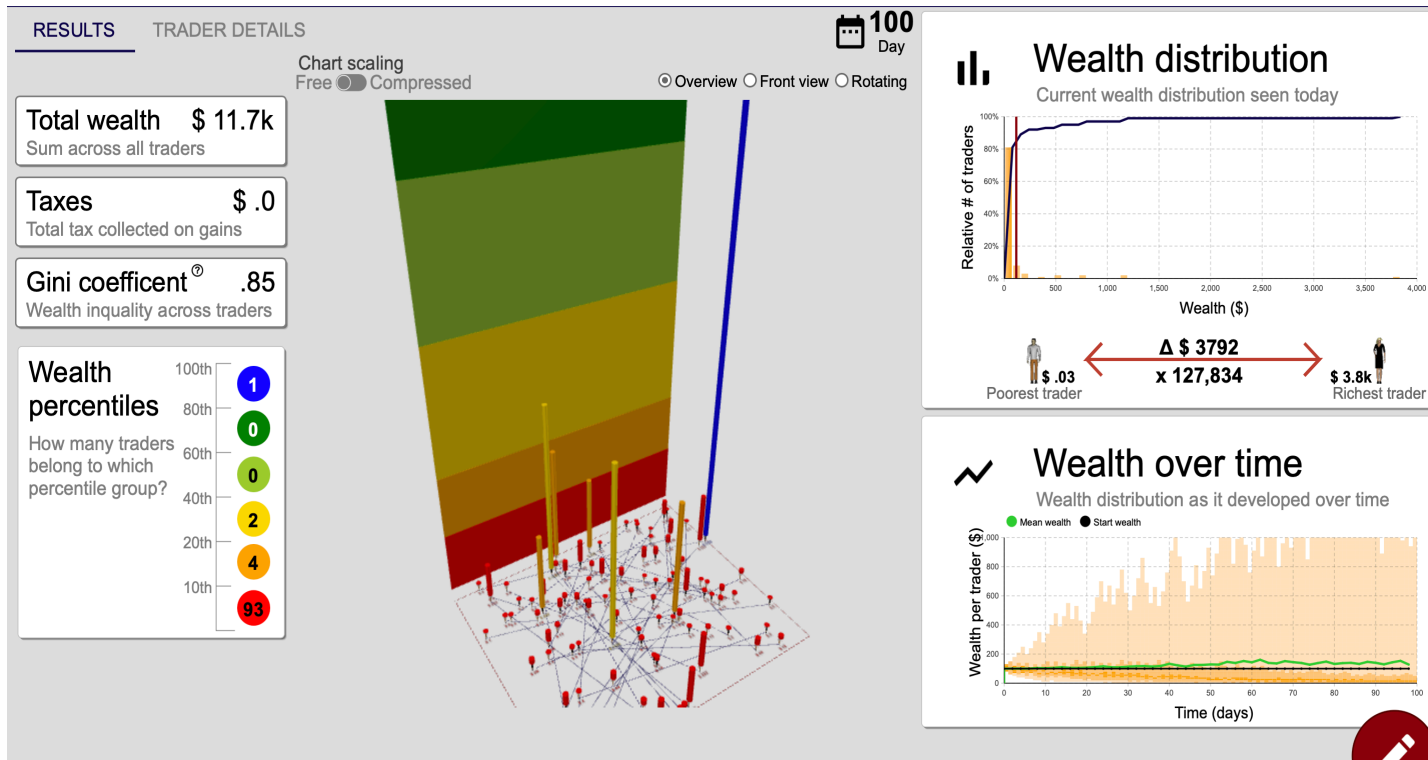 RESULTS
TRADER DETAILS
100
Day
Chart scaling
Free Compressed
Overview Front view Rotating
Total wealth $ 11.7k
Sum across all traders
Taxes $ .0
Total tax collected on gains
Gini coefficent ? .85
Wealth inquality across traders
Wealth
percentiles
How many traders
belong to which
percentile group?
100th
80th
60th
40th
20th
10th
1
0
0
2
4
93
Wealth distribution
Current wealth distribution seen today
Relative # of traders
100%
80%
60%
40%
20%
0%
0 500 1,000 1,500 2,000 2,500 3,000 3,500 4,000
Wealth ($)
Δ $ 3792
x 127,834
$ .03
Poorest trader
$ 3.8k
Richest trader
Wealth over time
Wealth distribution as it developed over time
Mean wealth Start wealth
Wealth per trader ($)
800
600
400
200
0
0 10 20 30 40 50 60 70 80 90 100
Time (days)